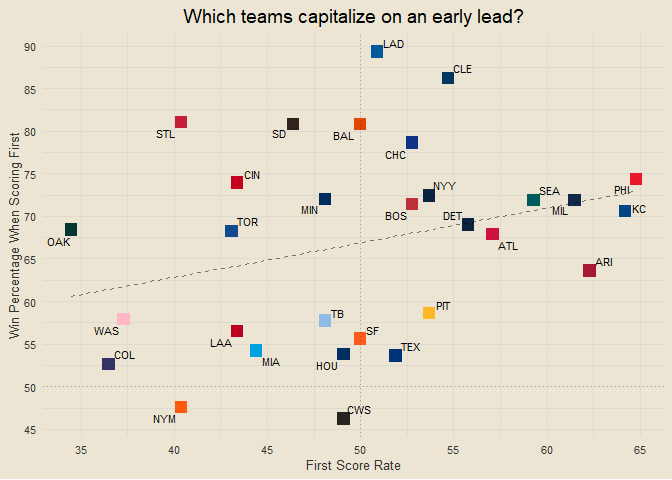 Which teams capitalize on an early lead?
Win Percentage When Scoring First
90
85
80
75
70
65
60
55
50
45
LAD
CLE
STL
SD
BAL
CHC
CIN
MIN
NYY
BOS
DET
SEA
MIL
PHI
KC
OAK
TOR
ATL
ARI
WAS
TB
PIT
LAA
SF
COL
MIA
HOU
TEX
NYM
CWS
35
40
45
50
55
60
65
First Score Rate